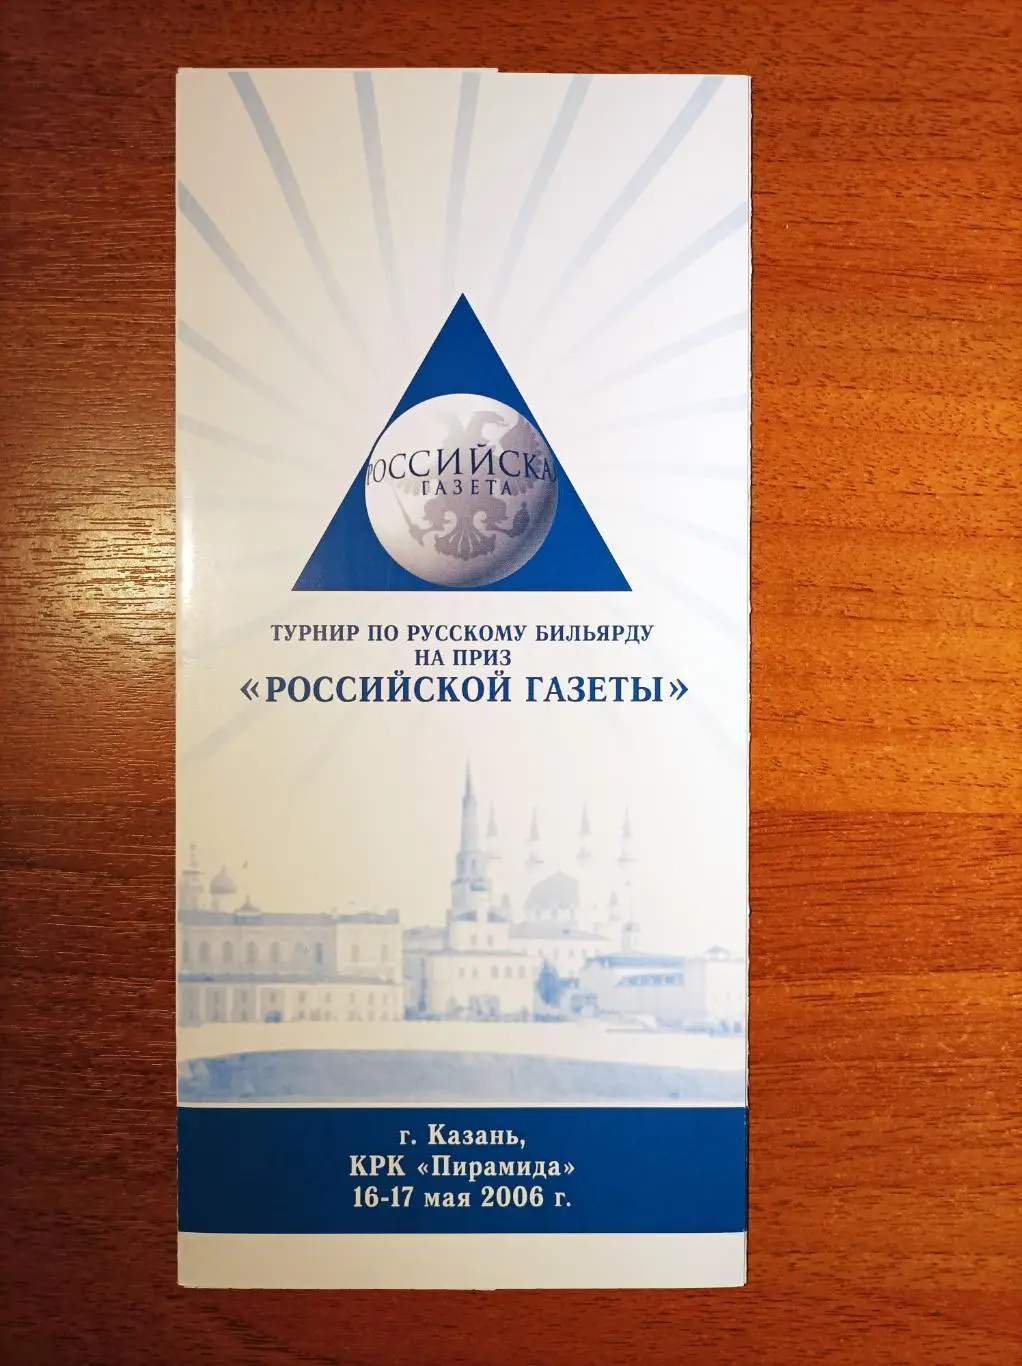 РОССИЙСКА
ГАЗЕТА
ТУРНИР ПО РУССКОМУ БИЛЬЯРДУ
НА ПРИЗ
«РОССИЙСКОЙ ГАЗЕТЫ»
г. Казань,
КРК «Пирамида»
16-17 мая 2006 г.